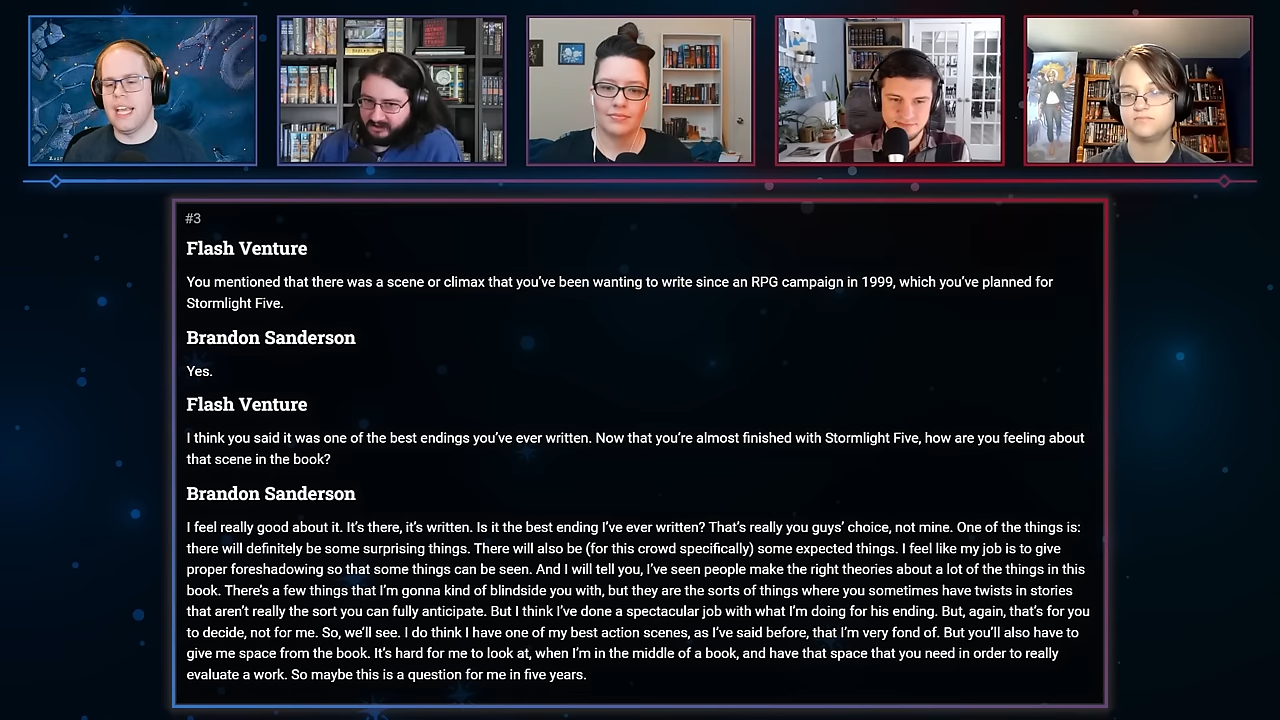 #3
Flash Venture
You mentioned that there was a scene or climax that you've been wanting to write since an RPG campaign in 1999, which you've planned for
Stormlight Five.
Brandon Sanderson
Yes.
Flash Venture
I think you said it was one of the best endings you've ever written. Now that you're almost finished with Stormlight Five, how are you feeling about
that scene in the book?
Brandon Sanderson
I feel really good about it. It's there, it's written. Is it the best ending I've ever written? That's really you guys' choice, not mine. One of the things is:
there will definitely be some surprising things. There will also be (for this crowd specifically) some expected things. I feel like my job is to give
proper foreshadowing so that some things can be seen. And I will tell you, I've seen people make the right theories about a lot of the things in this
book. There's a few things that I'm gonna kind of blindside you with, but they are the sorts of things where you sometimes have twists in stories
that aren't really the sort you can fully anticipate. But I think I've done a spectacular job with what I'm doing for his ending. But, again, that's for you
to decide, not for me. So, we'll see. I do think I have one of my best action scenes, as I've said before, that I'm very fond of. But you'll also have to
give me space from the book. It's hard for me to look at, when I'm in the middle of a book, and have that space that you need in order to really
evaluate a work. So maybe this is a question for me in five years.